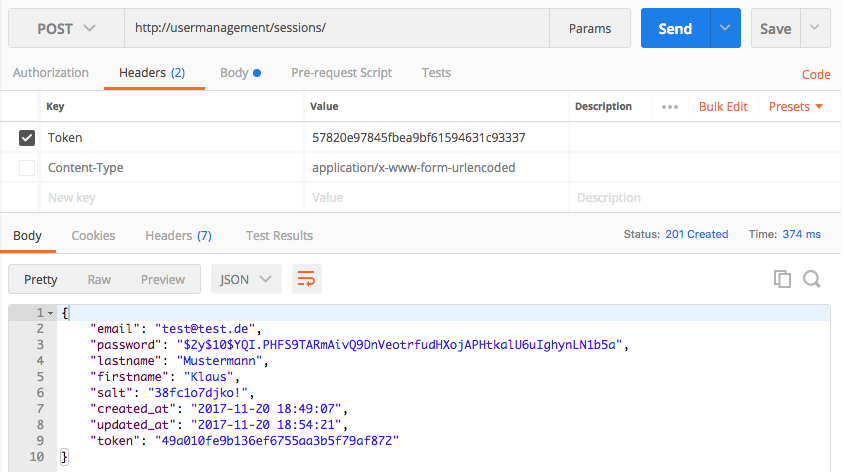 POST http://usermanagement/sessions/ Params Send Save
Authorization Headers (2) Body Pre-request Script Tests Code
Key Value Description ••• Bulk Edit Presets
Token 57820e97845fbea9bf61594631c93337
Content-Type application/x-www-form-urlencoded
New key Value Description
Body Cookies Headers (7) Test Results Status: 201 Created Time: 374 ms
Pretty Raw Preview JSON
1 {
2 "email": "test@test.de",
3 "password": "$2y$10$YQI.PHFS9TARmAivQ9DnVeotrfudHXojAPHtkalU6uIghynLN1b5a",
4 "lastname": "Mustermann",
5 "firstname": "Klaus",
6 "salt": "38fc1o7djko!",
7 "created_at": "2017-11-20 18:49:07",
8 "updated_at": "2017-11-20 18:54:21",
9 "token": "49a010fe9b136ef6755aa3b5f79af872"
10 }